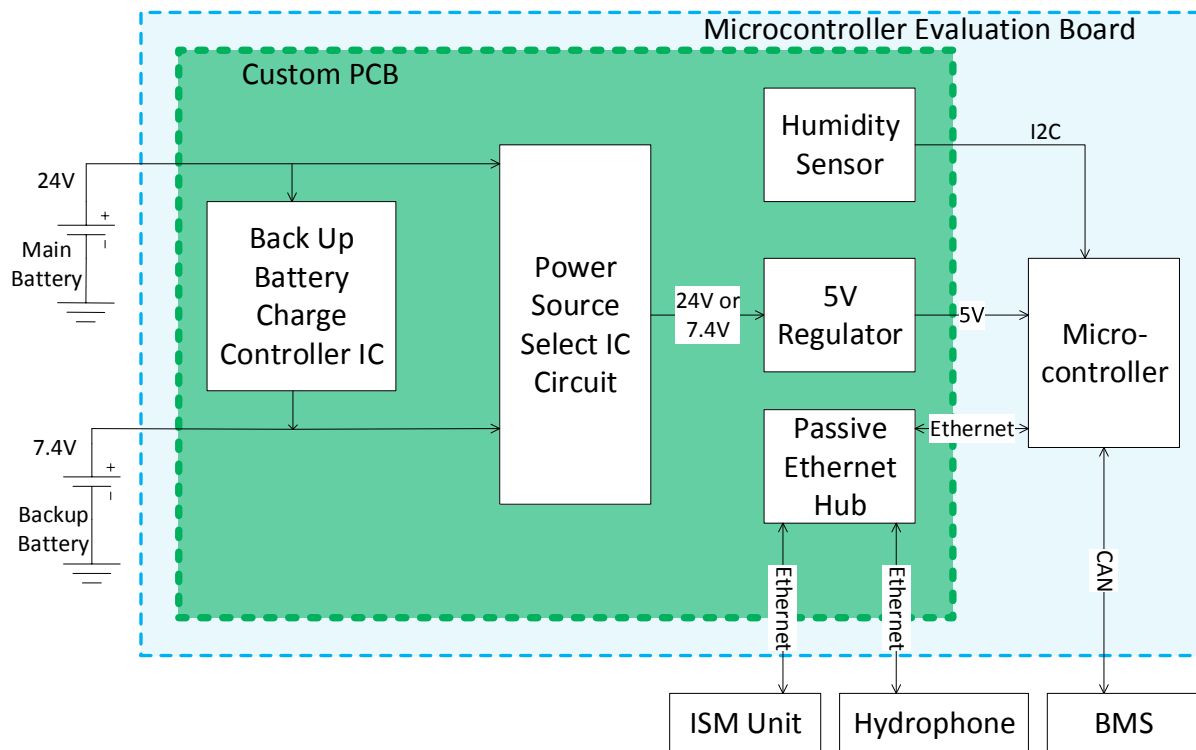 Microcontroller Evaluation Board
Custom PCB
Humidity
Sensor
I2C
24V
+
−
Main
Battery
Back Up
Battery
Charge
Controller IC
Power
Source
Select IC
Circuit
24V or
7.4V
5V
Regulator
5V
Micro-
controller
7.4V
+
−
Backup
Battery
Passive
Ethernet
Hub
Ethernet
Ethernet
Ethernet
CAN
ISM Unit
Hydrophone
BMS